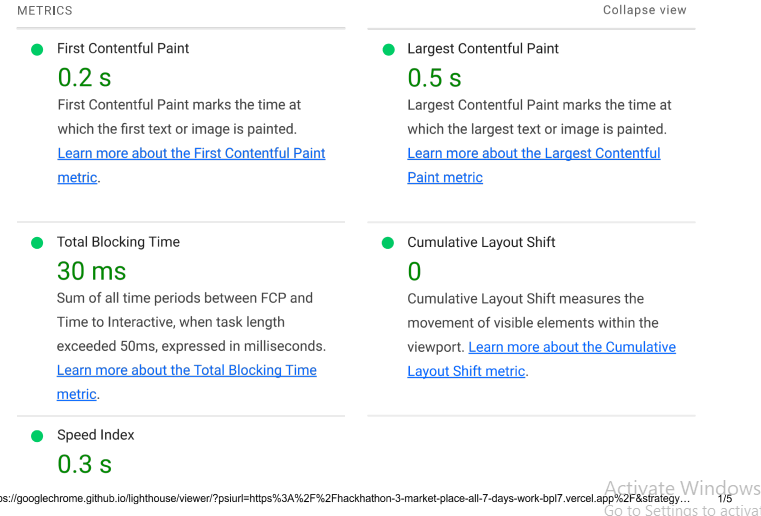 METRICS
Collapse view
First Contentful Paint
0.2 s
First Contentful Paint marks the time at
which the first text or image is painted.
Learn more about the First Contentful Paint
metric.
Largest Contentful Paint
0.5 s
Largest Contentful Paint marks the time at
which the largest text or image is painted.
Learn more about the Largest Contentful
Paint metric
Total Blocking Time
30 ms
Sum of all time periods between FCP and
Time to Interactive, when task length
exceeded 50ms, expressed in milliseconds.
Learn more about the Total Blocking Time
metric.
Cumulative Layout Shift
0
Cumulative Layout Shift measures the
movement of visible elements within the
viewport. Learn more about the Cumulative
Layout Shift metric.
Speed Index
0.3 s
ps://googlechrome.github.io/lighthouse/viewer/?psiurl=https%3A%2F%2Fhackhathon-3-market-place-all-7-days-work-bpl7.vercel.app%2F&strategy…
1/5
Activate Windows
Go to Settings to activat